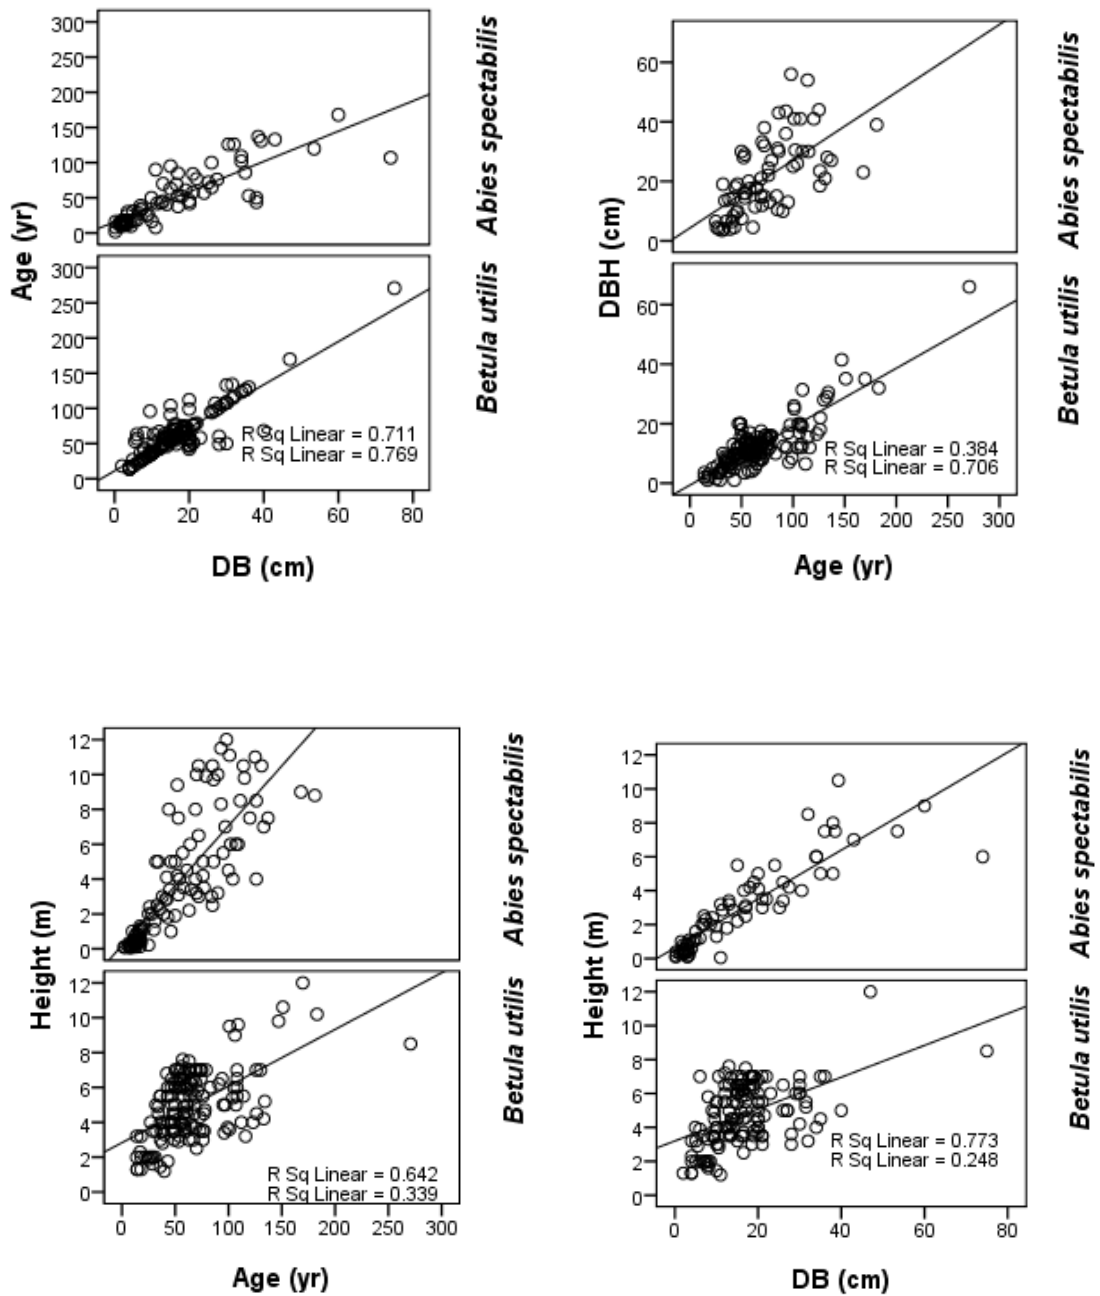 300
250
200
150
100
50
0
Abies spectabilis
300
250
200
150
100
50
0
Betula utilis
Age (yr)
R Sq Linear = 0.711
R Sq Linear = 0.769
0 20 40 60 80
DB (cm)
60
40
20
0
Abies spectabilis
60
40
20
0
Betula utilis
DBH (cm)
R Sq Linear = 0.384
R Sq Linear = 0.706
0 50 100 150 200 250 300
Age (yr)
12
10
8
6
4
2
0
Abies spectabilis
12
10
8
6
4
2
0
Betula utilis
Height (m)
R Sq Linear = 0.642
R Sq Linear = 0.339
0 50 100 150 200 250 300
Age (yr)
12
10
8
6
4
2
0
Abies spectabilis
12
10
8
6
4
2
0
Betula utilis
Height (m)
R Sq Linear = 0.773
R Sq Linear = 0.248
0 20 40 60 80
DB (cm)